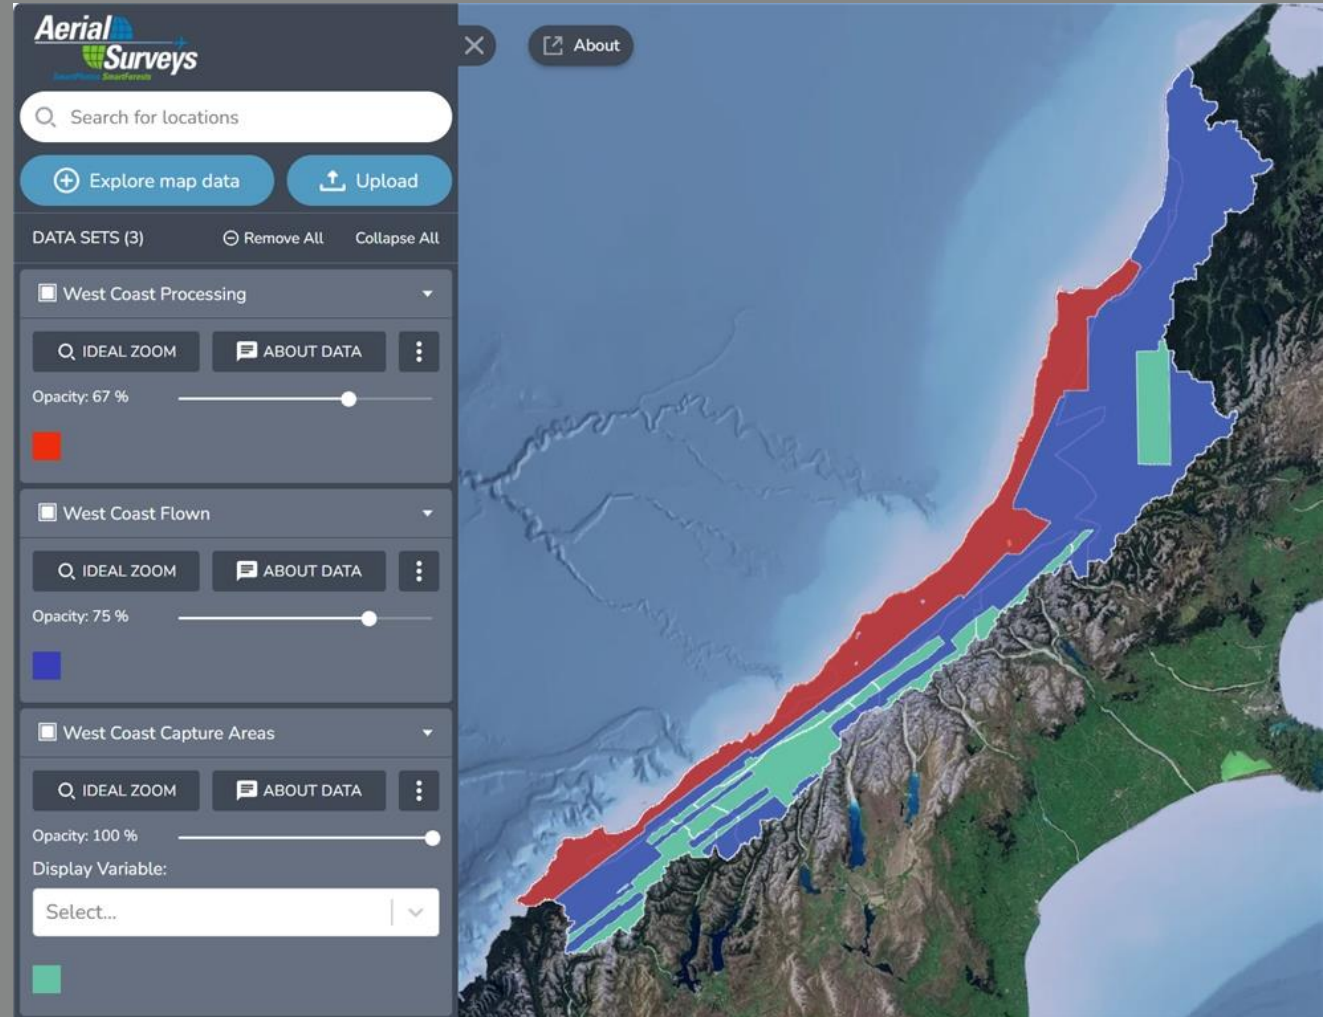 Aerial
Surveys
SmartPhotos SmartForests
About
Search for locations
Explore map data
Upload
DATA SETS (3)
Remove All
Collapse All
West Coast Processing
IDEAL ZOOM
ABOUT DATA
Opacity: 67 %
West Coast Flown
IDEAL ZOOM
ABOUT DATA
Opacity: 75 %
West Coast Capture Areas
IDEAL ZOOM
ABOUT DATA
Opacity: 100 %
Display Variable:
Select...